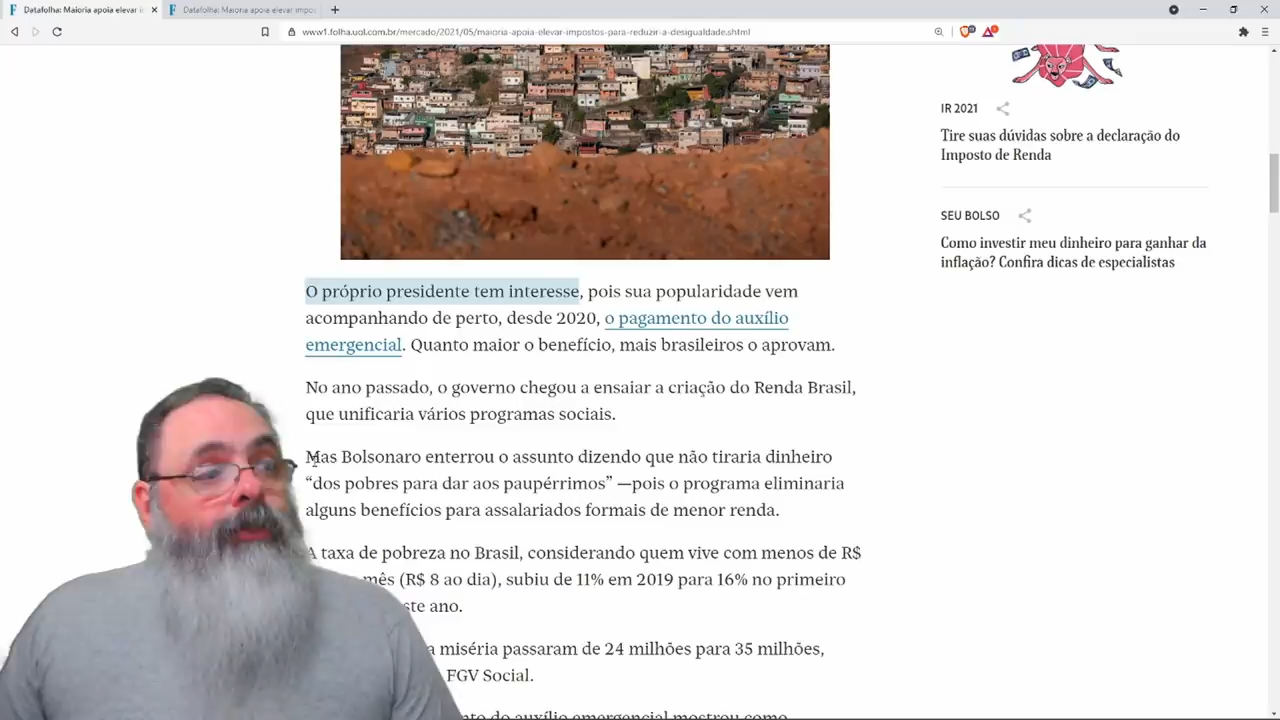 Datafolha: Maioria apoia elevar i
Datafolha: Maioria apoia elevar impos
www1.folha.uol.com.br/mercado/2021/05/maioria-apoia-elevar-impostos-para-reduzir-a-desigualdade.shtml
IR 2021
Tire suas dúvidas sobre a declaração do
Imposto de Renda
SEU BOLSO
Como investir meu dinheiro para ganhar da
inflação? Confira dicas de especialistas
O próprio presidente tem interesse, pois sua popularidade vem
acompanhando de perto, desde 2020, o pagamento do auxílio
emergencial. Quanto maior o benefício, mais brasileiros o aprovam.
No ano passado, o governo chegou a ensaiar a criação do Renda Brasil,
que unificaria vários programas sociais.
Mas Bolsonaro enterrou o assunto dizendo que não tiraria dinheiro
“dos pobres para dar aos paupérrimos” —pois o programa eliminaria
alguns benefícios para assalariados formais de menor renda.
A taxa de pobreza no Brasil, considerando quem vive com menos de R$
mês (R$ 8 ao dia), subiu de 11% em 2019 para 16% no primeiro
ste ano.
a miséria passaram de 24 milhões para 35 milhões,
FGV Social.
nto do auxílio emergencial mostrou como